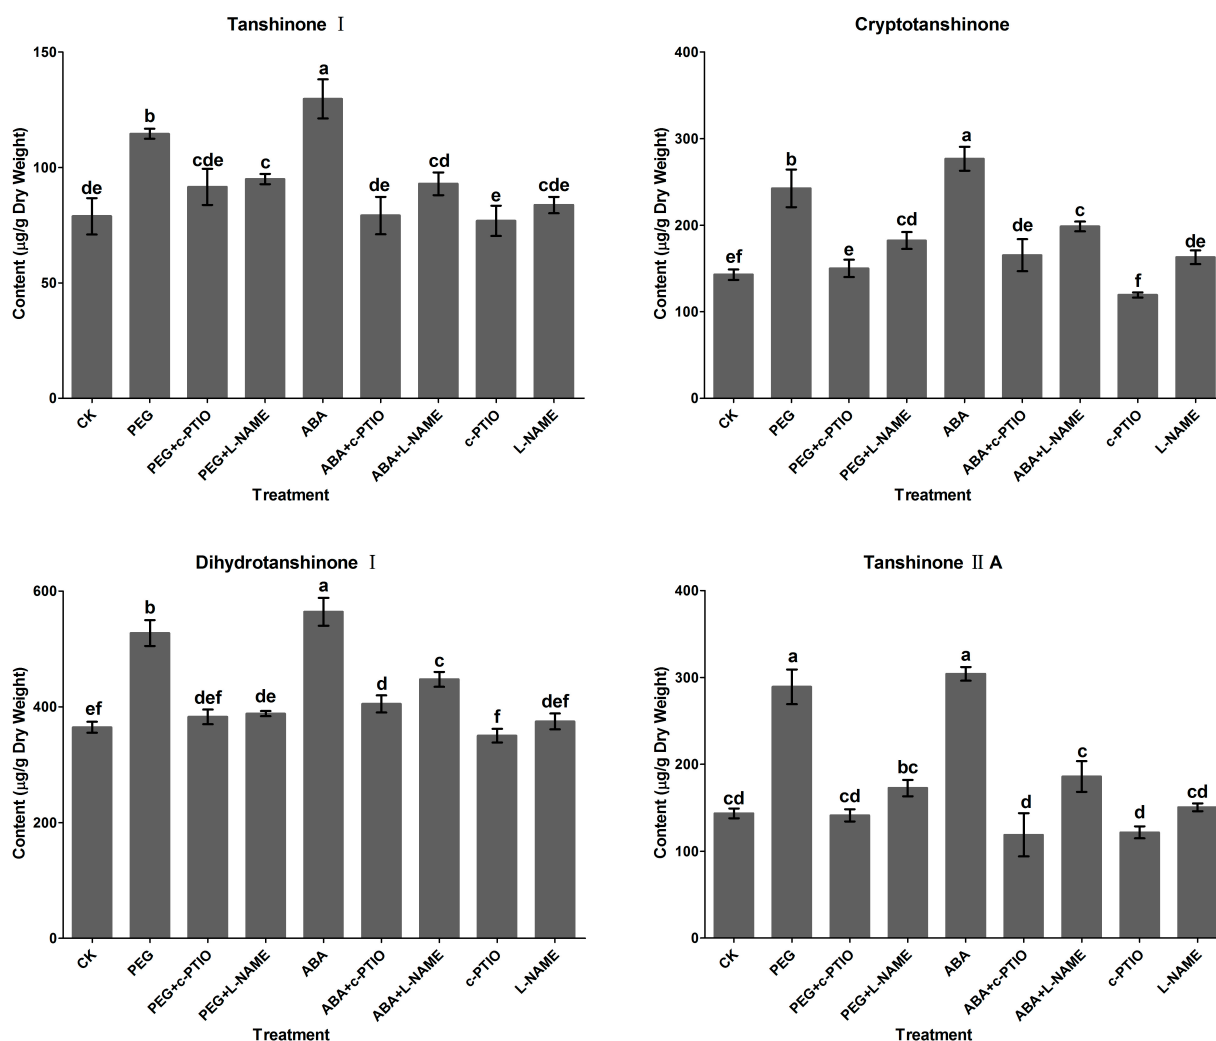 Tanshinone Ⅰ
Content (μg/g Dry Weight)
150
100
50
0
de
b
cde
c
a
de
cd
e
cde
CK
PEG
PEG+c-PTIO
PEG+L-NAME
ABA
ABA+c-PTIO
ABA+L-NAME
c-PTIO
L-NAME
Treatment
Cryptotanshinone
Content (μg/g Dry Weight)
400
300
200
100
0
ef
b
e
cd
a
de
c
f
de
CK
PEG
PEG+c-PTIO
PEG+L-NAME
ABA
ABA+c-PTIO
ABA+L-NAME
c-PTIO
L-NAME
Treatment
Dihydrotanshinone Ⅰ
Content (μg/g Dry Weight)
600
400
200
0
ef
b
def
de
a
d
c
f
def
CK
PEG
PEG+c-PTIO
PEG+L-NAME
ABA
ABA+c-PTIO
ABA+L-NAME
c-PTIO
L-NAME
Treatment
Tanshinone Ⅱ A
Content (μg/g Dry Weight)
400
300
200
100
0
cd
a
cd
bc
a
d
c
d
cd
CK
PEG
PEG+c-PTIO
PEG+L-NAME
ABA
ABA+c-PTIO
ABA+L-NAME
c-PTIO
L-NAME
Treatment